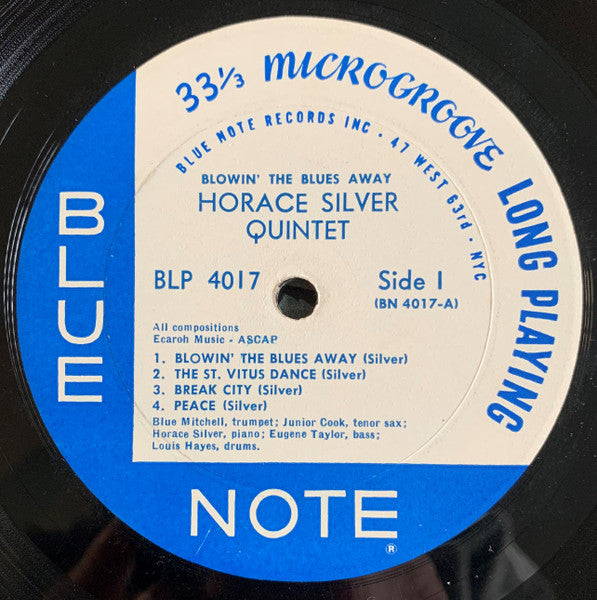 33⅓ MICROGROOVE LONG PLAYING
BLUE NOTE RECORDS INC · 47 WEST 63rd · NYC
BLOWIN' THE BLUES AWAY
HORACE SILVER
QUINTET
BLP 4017
Side 1
(BN 4017-A)
All compositions
Ecaroh Music - ASCAP
1. BLOWIN' THE BLUES AWAY (Silver)
2. THE ST. VITUS DANCE (Silver)
3. BREAK CITY (Silver)
4. PEACE (Silver)
Blue Mitchell, trumpet; Junior Cook, tenor sax;
Horace Silver, piano; Eugene Taylor, bass;
Louis Hayes, drums.
BLUE
NOTE
®